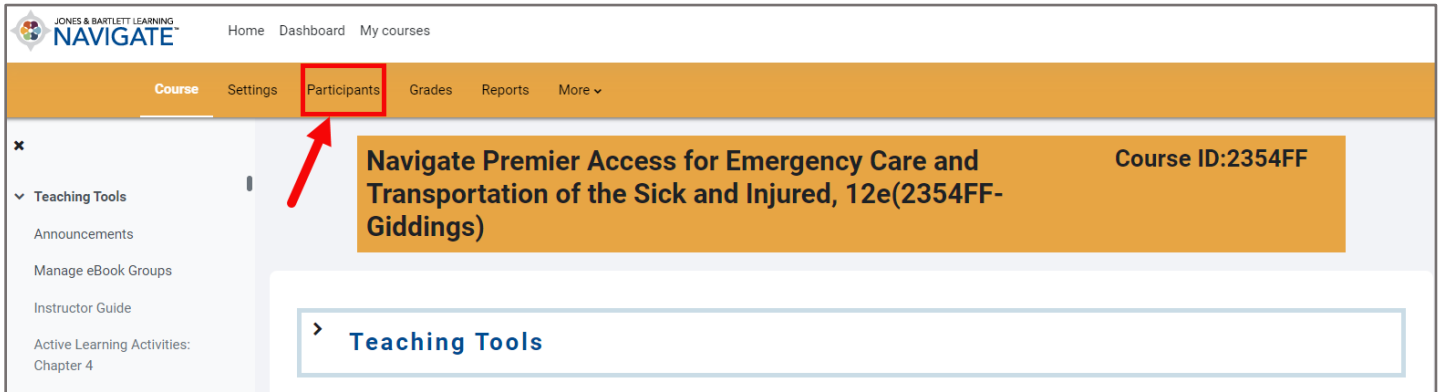 JONES & BARTLETT LEARNING
NAVIGATE™
Home Dashboard My courses
Course Settings Participants Grades Reports More
Teaching Tools
Announcements
Manage eBook Groups
Instructor Guide
Active Learning Activities:
Chapter 4
Navigate Premier Access for Emergency Care and
Transportation of the Sick and Injured, 12e(2354FF-
Giddings)
Course ID:2354FF
Teaching Tools